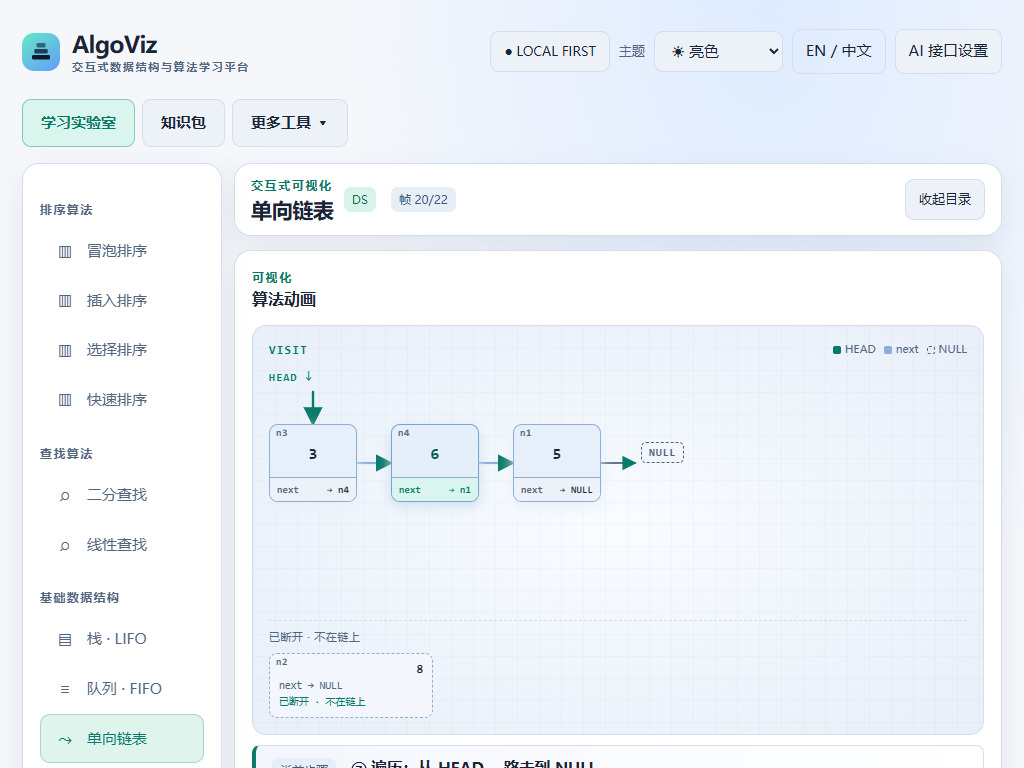 AlgoViz
交互式数据结构与算法学习平台
● LOCAL FIRST
主题
☀ 亮色
EN / 中文
AI 接口设置
学习实验室
知识包
更多工具 ▾
排序算法
冒泡排序
插入排序
选择排序
快速排序
查找算法
二分查找
线性查找
基础数据结构
栈 · LIFO
队列 · FIFO
单向链表
交互式可视化
单向链表
DS
帧 20/22
收起目录
可视化
算法动画
VISIT
HEAD
next
NULL
HEAD ↓
n3
3
next → n4
n4
6
next → n1
n1
5
next → NULL
NULL
已断开 · 不在链上
n2
8
next → NULL
已断开 · 不在链上